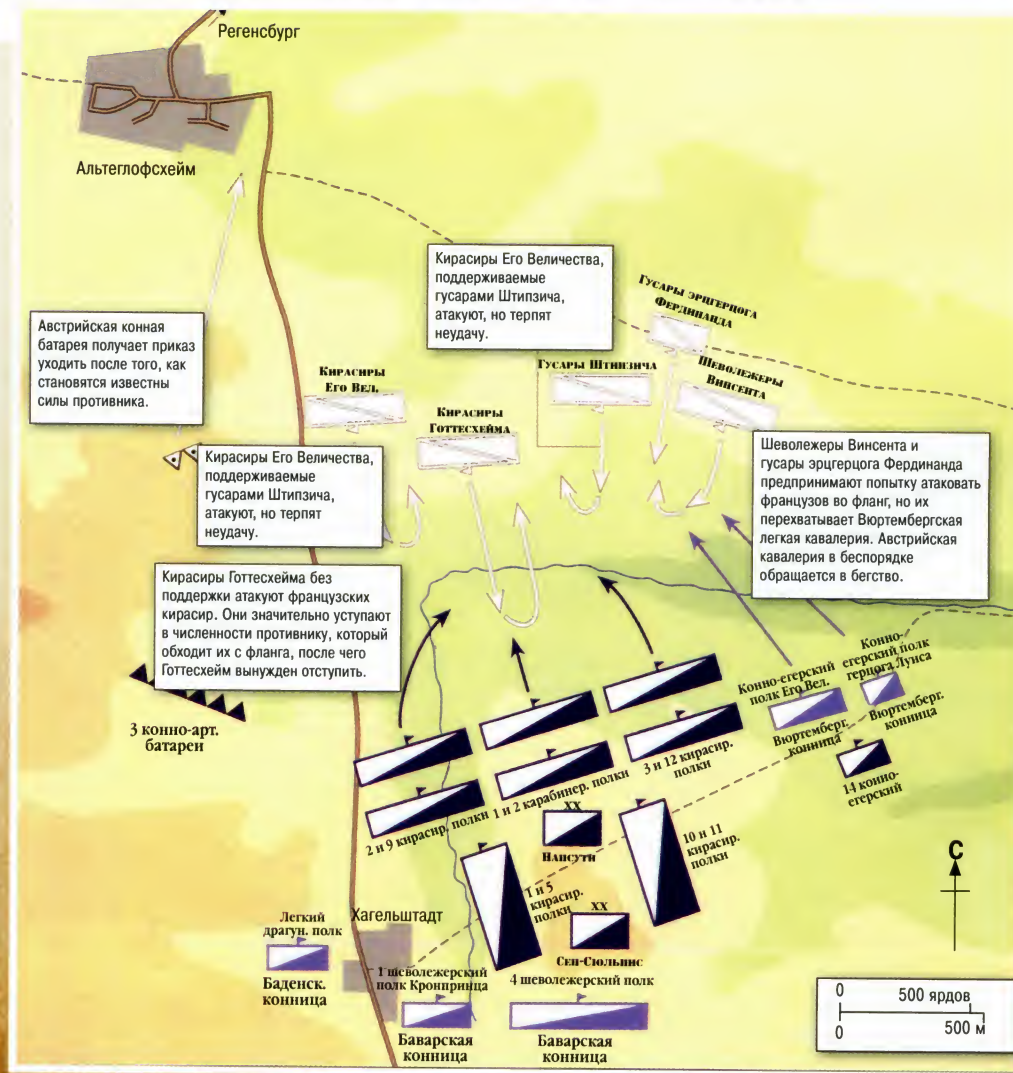 Регенсбург
Альтеглофсхейм
Кирасиры Его Величества,
поддерживаемые
гусарами Штипзича,
атакуют, но терпят
неудачу.
Гусары эрцгерцога
Фердинанда
Австрийская конная
батарея получает приказ
уходить после того, как
становятся известны
силы противника.
Кирасиры
Его Вел.
Гусары Штипзича
Шеволежеры
Винсента
Кирасиры
Готтесхейма
Кирасиры Его Величества,
поддерживаемые
гусарами Штипзича,
атакуют, но терпят
неудачу.
Шеволежеры Винсента и
гусары эрцгерцога Фердинанда
предпринимают попытку атаковать
французов во фланг, но их
перехватывает Вюртембергская
легкая кавалерия. Австрийская
кавалерия в беспорядке
обращается в бегство.
Кирасиры Готтесхейма без
поддержки атакуют французских
кирасир. Они значительно уступают
в численности противнику, который
обходит их с фланга, после чего
Готтесхейм вынужден отступить.
3 конно-арт.
батареи
Конно-егерский
полк Его Вел.
Вюртемберг.
конница
Конно-
егерский полк
герцога Луиса
Вюртемберг.
конница
14 конно-
егерский
2 и 9 кирасир. полки
1 и 2 карабинер. полки
3 и 12 кирасир.
полки
XX
Нансути
1 и 5
кирасир.
полки
10 и 11
кирасир.
полки
XX
Сен-Сюльпис
С
Легкий
драгун. полк
Баденск.
конница
Хагельштадт
1 шеволежерский
полк Кронпринца
Баварская
конница
4 шеволежерский полк
Баварская
конница
0 500 ярдов
0 500 м